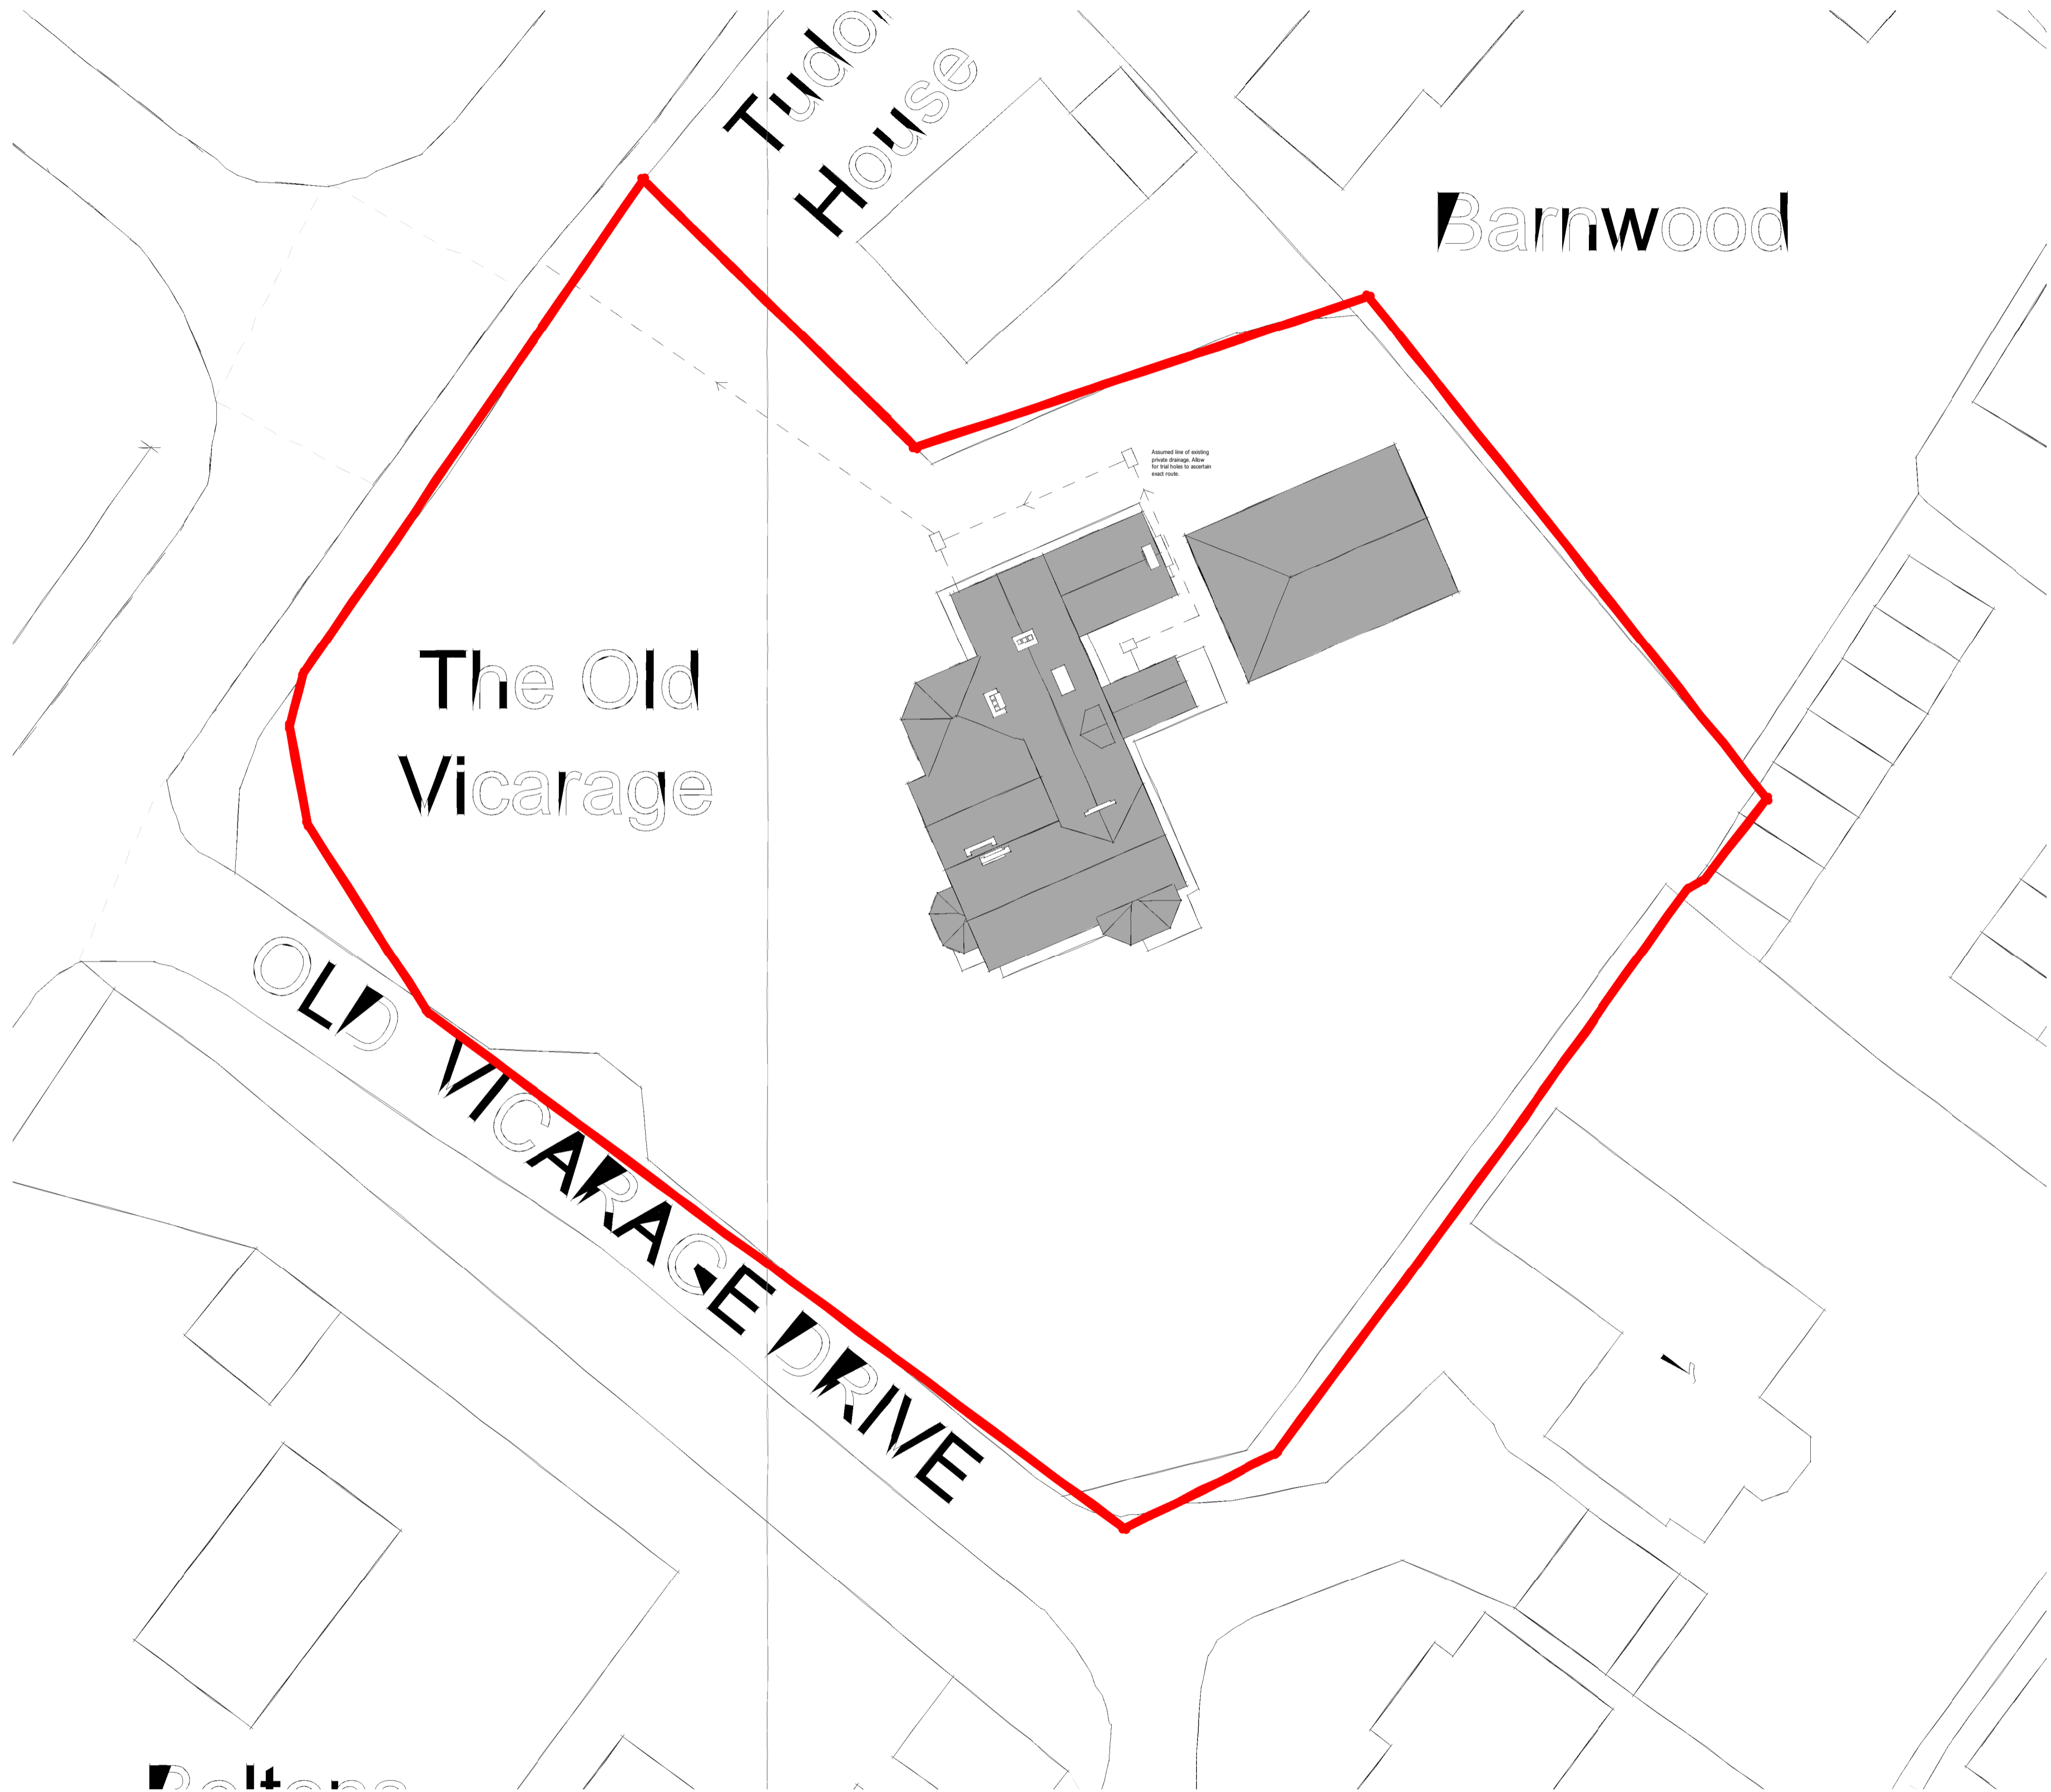 Tudor
House
Barnwood
Assumed line of existing
private drainage. Allow
for trial holes to ascertain
exact route.
The Old
Vicarage
OLD VICARAGE DRIVE